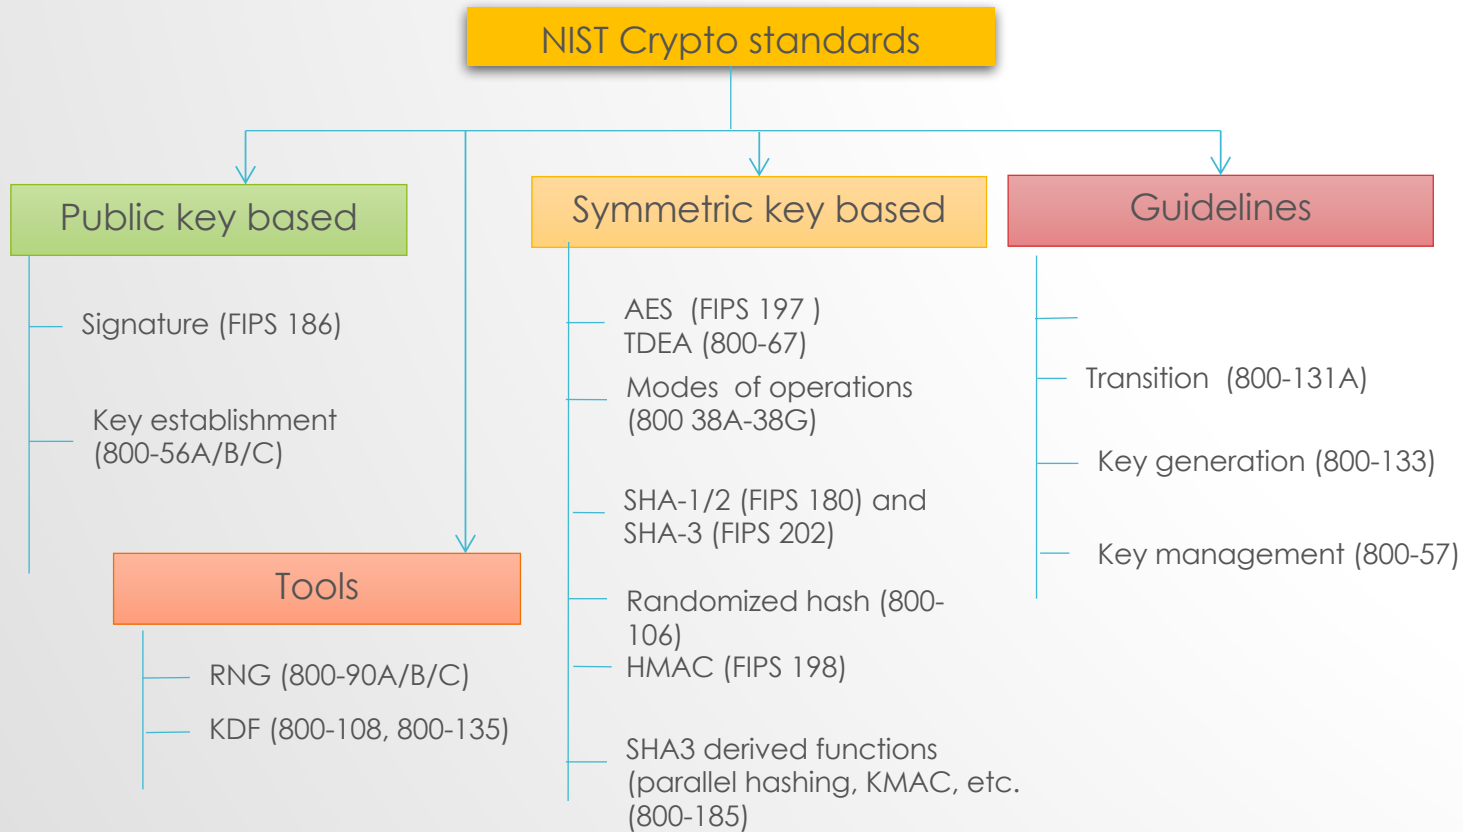 NIST Crypto standards
Public key based
Signature (FIPS 186)
Key establishment
(800-56A/B/C)
Tools
RNG (800-90A/B/C)
KDF (800-108, 800-135)
Symmetric key based
AES (FIPS 197 )
TDEA (800-67)
Modes of operations
(800 38A-38G)
SHA-1/2 (FIPS 180) and
SHA-3 (FIPS 202)
Randomized hash (800-
106)
HMAC (FIPS 198)
SHA3 derived functions
(parallel hashing, KMAC, etc.
(800-185)
Guidelines
Transition (800-131A)
Key generation (800-133)
Key management (800-57)